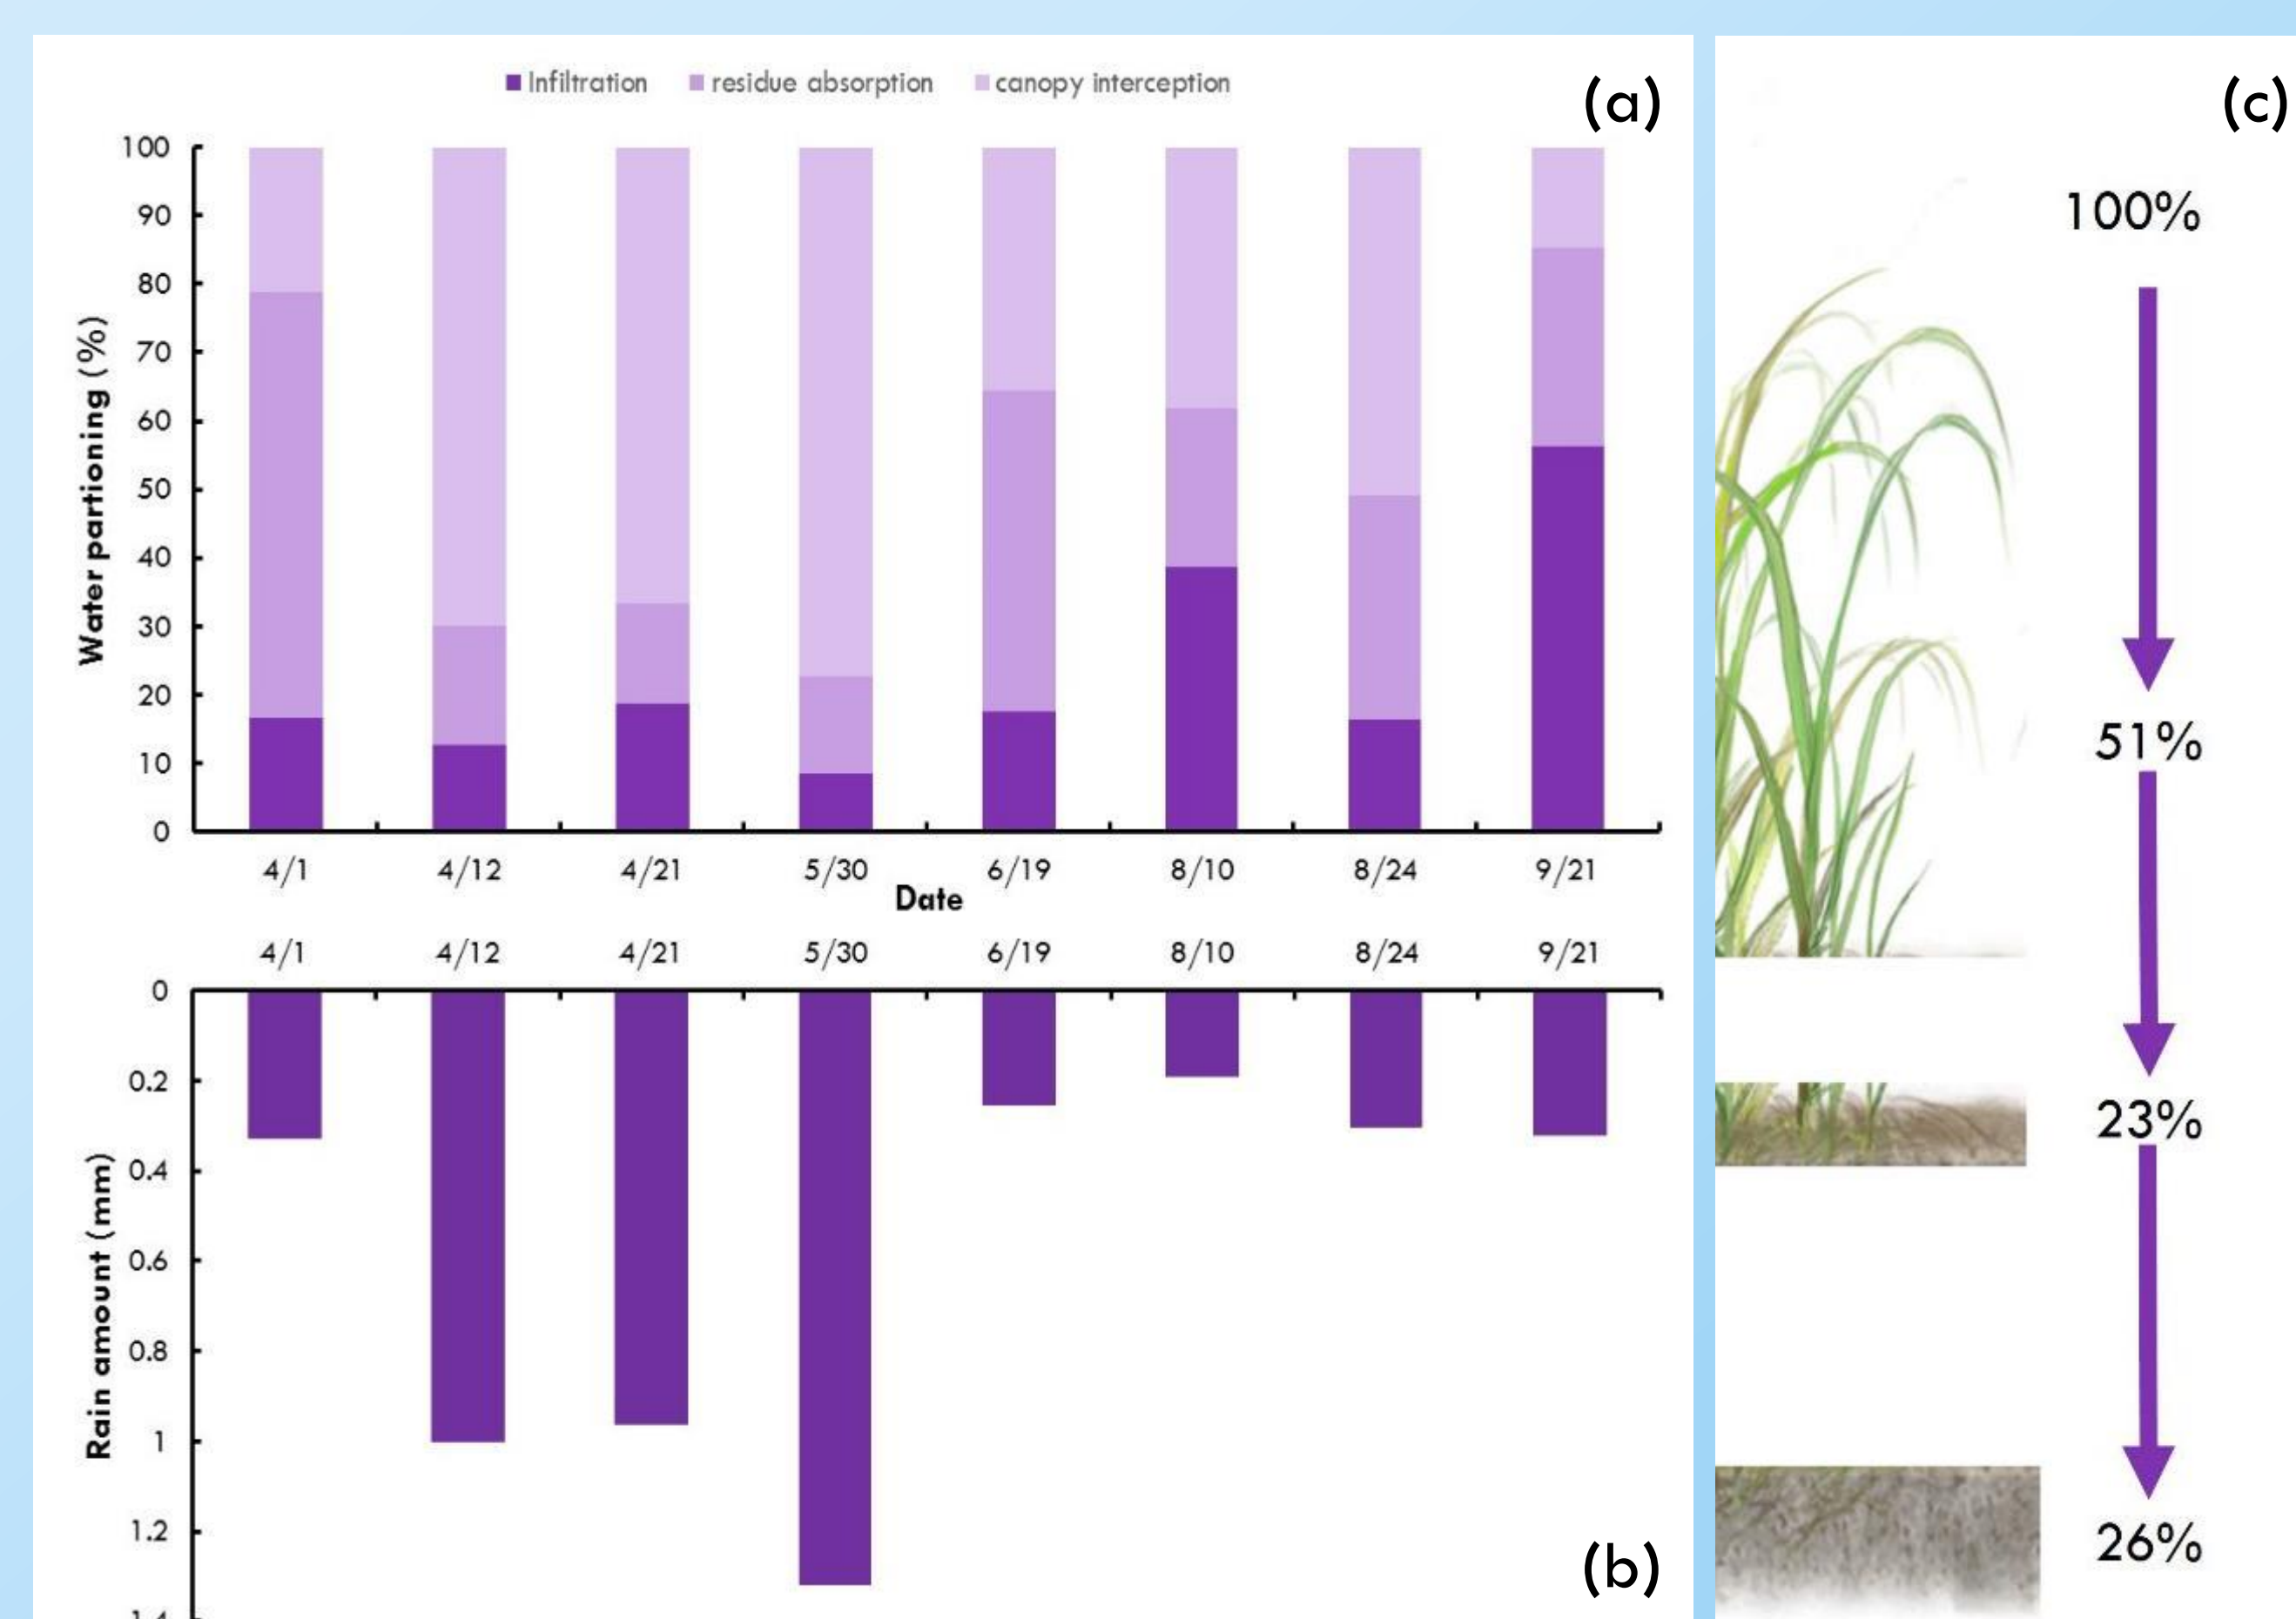 Infiltration residue absorption canopy interception
(a)
100
90
80
70
60
50
40
30
20
10
0
Water partioning (%)
4/1 4/12 4/21 5/30 6/19 8/10 8/24 9/21
Date
4/1 4/12 4/21 5/30 6/19 8/10 8/24 9/21
0
0.2
0.4
0.6
0.8
1
1.2
Rain amount (mm)
(b)
(c)
100%
51%
23%
26%